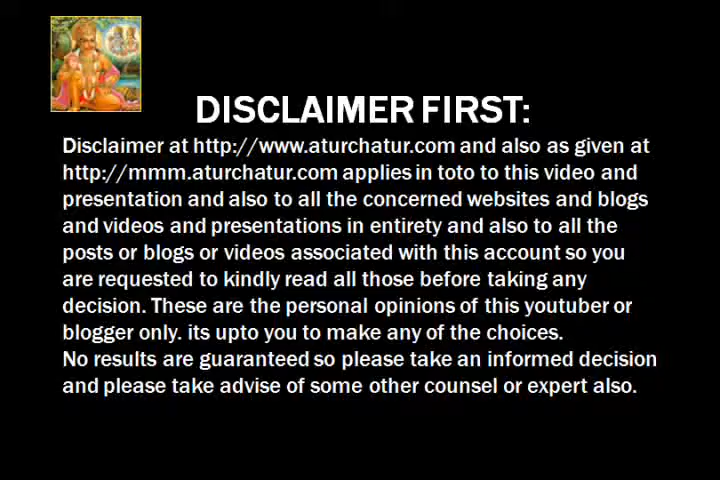 DISCLAIMER FIRST:
Disclaimer at http://www.aturchatur.com and also as given at
http://mmm.aturchatur.com applies in toto to this video and
presentation and also to all the concerned websites and blogs
and videos and presentations in entirety and also to all the
posts or blogs or videos associated with this account so you
are requested to kindly read all those before taking any
decision. These are the personal opinions of this youtuber or
blogger only. its upto you to make any of the choices.
No results are guaranteed so please take an informed decision
and please take advise of some other counsel or expert also.